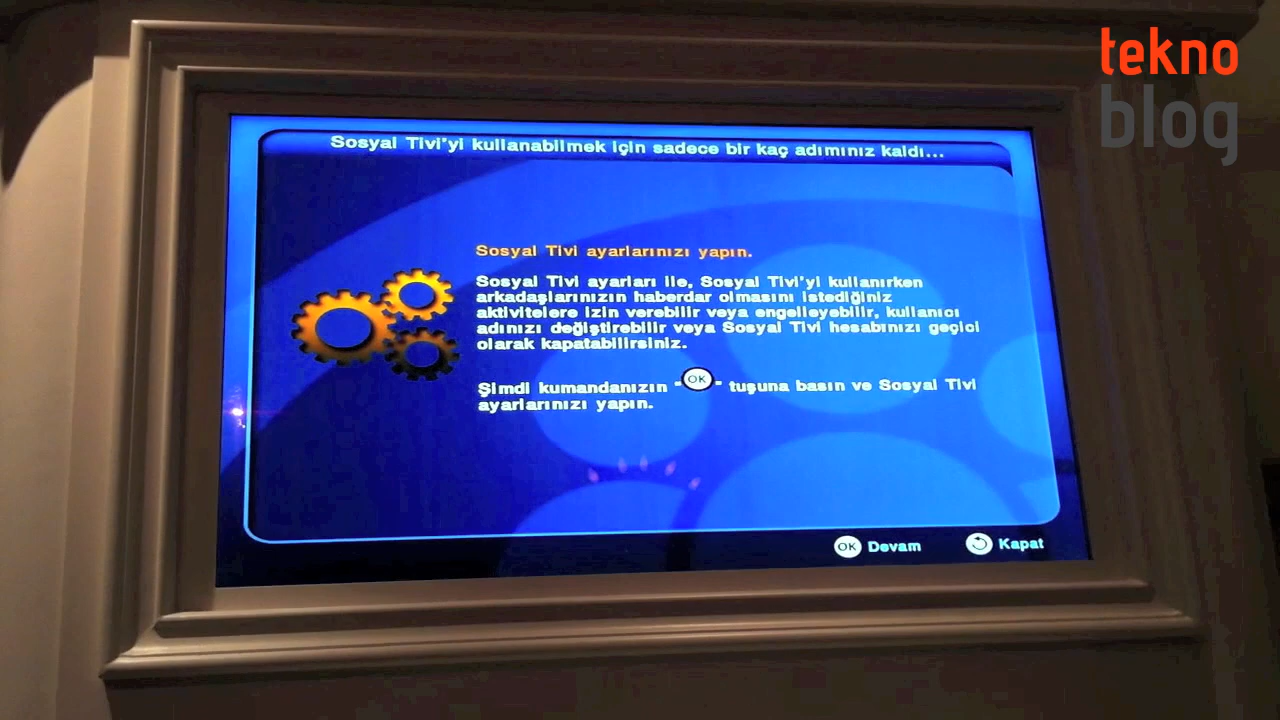 tekno
blog
Sosyal Tivi'yi kullanabilmek için sadece bir kaç adımınız kaldı...
Sosyal Tivi ayarlarınızı yapın.
Sosyal Tivi ayarları ile, Sosyal Tivi'yi kullanırken
arkadaşlarınızın haberdar olmasını istediğiniz
aktivitelere izin verebilir veya engelleyebilir, kullanıcı
adınızı değiştirebilir veya Sosyal Tivi hesabınızı geçici
olarak kapatabilirsiniz.
Şimdi kumandanızın -OK- tuşuna basın ve Sosyal Tivi
ayarlarınızı yapın.
OK Devam Kapat